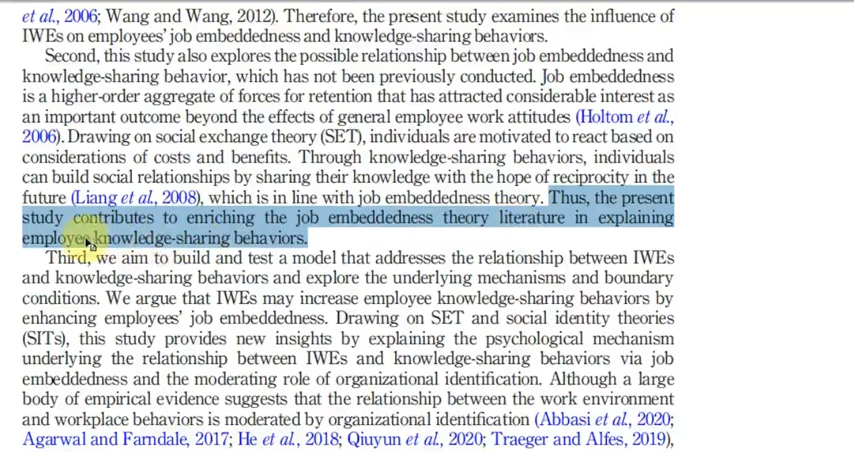 et al., 2006; Wang and Wang, 2012). Therefore, the present study examines the influence of
IWEs on employees' job embeddedness and knowledge-sharing behaviors.
Second, this study also explores the possible relationship between job embeddedness and
knowledge-sharing behavior, which has not been previously conducted. Job embeddedness
is a higher-order aggregate of forces for retention that has attracted considerable interest as
an important outcome beyond the effects of general employee work attitudes (Holtom et al.,
2006). Drawing on social exchange theory (SET), individuals are motivated to react based on
considerations of costs and benefits. Through knowledge-sharing behaviors, individuals
can build social relationships by sharing their knowledge with the hope of reciprocity in the
future (Liang et al., 2008), which is in line with job embeddedness theory. Thus, the present
study contributes to enriching the job embeddedness theory literature in explaining
employee knowledge-sharing behaviors.
Third, we aim to build and test a model that addresses the relationship between IWEs
and knowledge-sharing behaviors and explore the underlying mechanisms and boundary
conditions. We argue that IWEs may increase employee knowledge-sharing behaviors by
enhancing employees' job embeddedness. Drawing on SET and social identity theories
(SITs), this study provides new insights by explaining the psychological mechanism
underlying the relationship between IWEs and knowledge-sharing behaviors via job
embeddedness and the moderating role of organizational identification. Although a large
body of empirical evidence suggests that the relationship between the work environment
and workplace behaviors is moderated by organizational identification (Abbasi et al., 2020;
Agarwal and Farndale, 2017; He et al., 2018; Qiuyun et al., 2020; Traeger and Alfes, 2019),